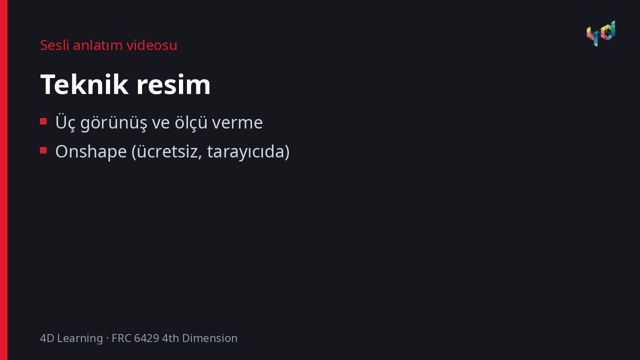 4d
Sesli anlatım videosu
Teknik resim
Üç görünüş ve ölçü verme
Onshape (ücretsiz, tarayıcıda)
4D Learning · FRC 6429 4th Dimension